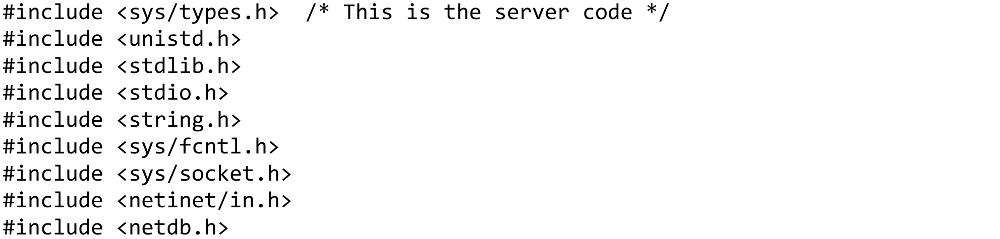 #include <sys/types.h>  /* This is the server code */
#include <unistd.h>
#include <stdlib.h>
#include <stdio.h>
#include <string.h>
#include <sys/fcntl.h>
#include <sys/socket.h>
#include <netinet/in.h>
#include <netdb.h>